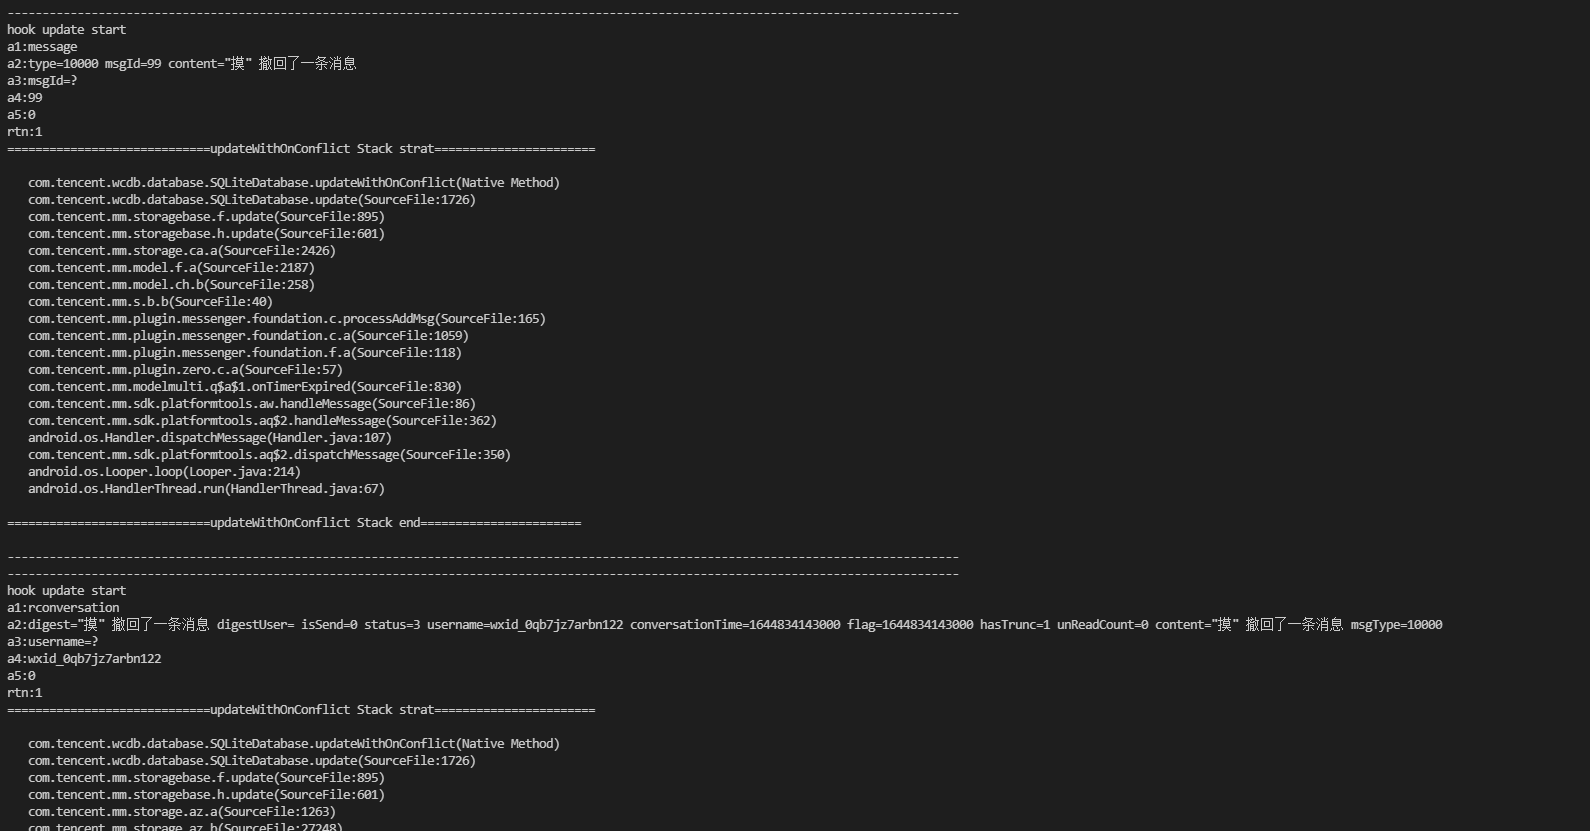 ----------------------------------------------------------------------------------------------------------------------------------------
hook update start
a1:message
a2:type=10000 msgId=99 content="摸" 撤回了一条消息
a3:msgId=?
a4:99
a5:0
rtn:1
=============================updateWithOnConflict Stack strat=======================
com.tencent.wcdb.database.SQLiteDatabase.updateWithOnConflict(Native Method)
com.tencent.wcdb.database.SQLiteDatabase.update(SourceFile:1726)
com.tencent.mm.storagebase.f.update(SourceFile:895)
com.tencent.mm.storagebase.h.update(SourceFile:601)
com.tencent.mm.storage.ca.a(SourceFile:2426)
com.tencent.mm.model.f.a(SourceFile:2187)
com.tencent.mm.model.ch.b(SourceFile:258)
com.tencent.mm.s.b.b(SourceFile:40)
com.tencent.mm.plugin.messenger.foundation.c.processAddMsg(SourceFile:165)
com.tencent.mm.plugin.messenger.foundation.c.a(SourceFile:1059)
com.tencent.mm.plugin.messenger.foundation.f.a(SourceFile:118)
com.tencent.mm.plugin.zero.c.a(SourceFile:57)
com.tencent.mm.modelmulti.q$a$1.onTimerExpired(SourceFile:830)
com.tencent.mm.sdk.platformtools.aw.handleMessage(SourceFile:86)
com.tencent.mm.sdk.platformtools.aq$2.handleMessage(SourceFile:362)
android.os.Handler.dispatchMessage(Handler.java:107)
com.tencent.mm.sdk.platformtools.aq$2.dispatchMessage(SourceFile:350)
android.os.Looper.loop(Looper.java:214)
android.os.HandlerThread.run(HandlerThread.java:67)
=============================updateWithOnConflict Stack end=======================
----------------------------------------------------------------------------------------------------------------------------------------
----------------------------------------------------------------------------------------------------------------------------------------
hook update start
a1:rconversation
a2:digest="摸" 撤回了一条消息 digestUser= isSend=0 status=3 username=wxid_0qb7jz7arbn122 conversationTime=1644834143000 flag=1644834143000 hasTrunc=1 unReadCount=0 content="摸" 撤回了一条消息 msgType=10000
a3:username=?
a4:wxid_0qb7jz7arbn122
a5:0
rtn:1
=============================updateWithOnConflict Stack strat=======================
com.tencent.wcdb.database.SQLiteDatabase.updateWithOnConflict(Native Method)
com.tencent.wcdb.database.SQLiteDatabase.update(SourceFile:1726)
com.tencent.mm.storagebase.f.update(SourceFile:895)
com.tencent.mm.storagebase.h.update(SourceFile:601)
com.tencent.mm.storage.az.a(SourceFile:1263)
com.tencent.mm.storage.az.b(SourceFile:27248)